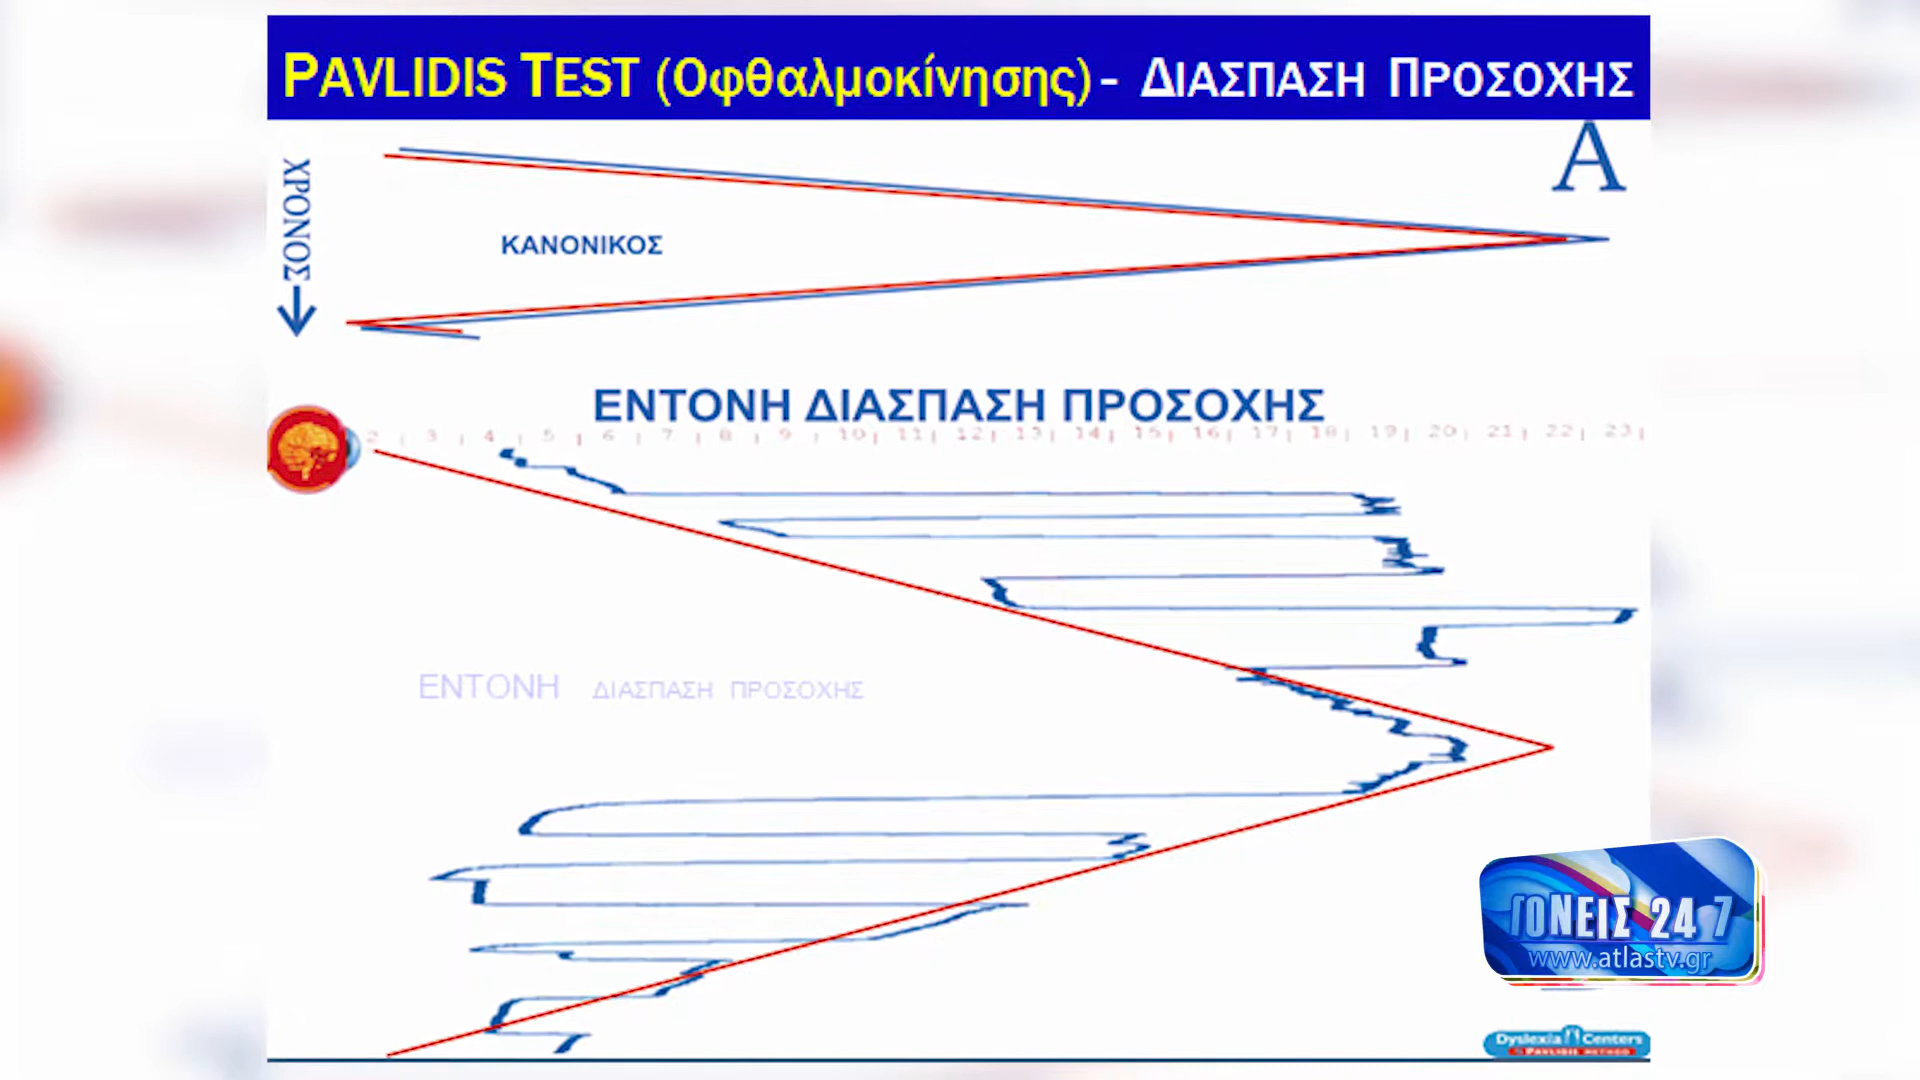 PAVLIDIS TEST (Οφθαλμοκίνησης) - ΔΙΑΣΠΑΣΗ ΠΡΟΣΟΧΗΣ
Α
ΧΡΟΝΟΣ
ΚΑΝΟΝΙΚΟΣ
ΕΝΤΟΝΗ ΔΙΑΣΠΑΣΗ ΠΡΟΣΟΧΗΣ
2 3 4 5 6 7 8 9 10 11 12 13 14 15 16 17 18 19 20 21 22 23
ΕΝΤΟΝΗ ΔΙΑΣΠΑΣΗ ΠΡΟΣΟΧΗΣ
ΓΟΝΕΙΣ 24 7
www.atlastv.gr
Dyslexia Centers
PAVLIDIS METHOD